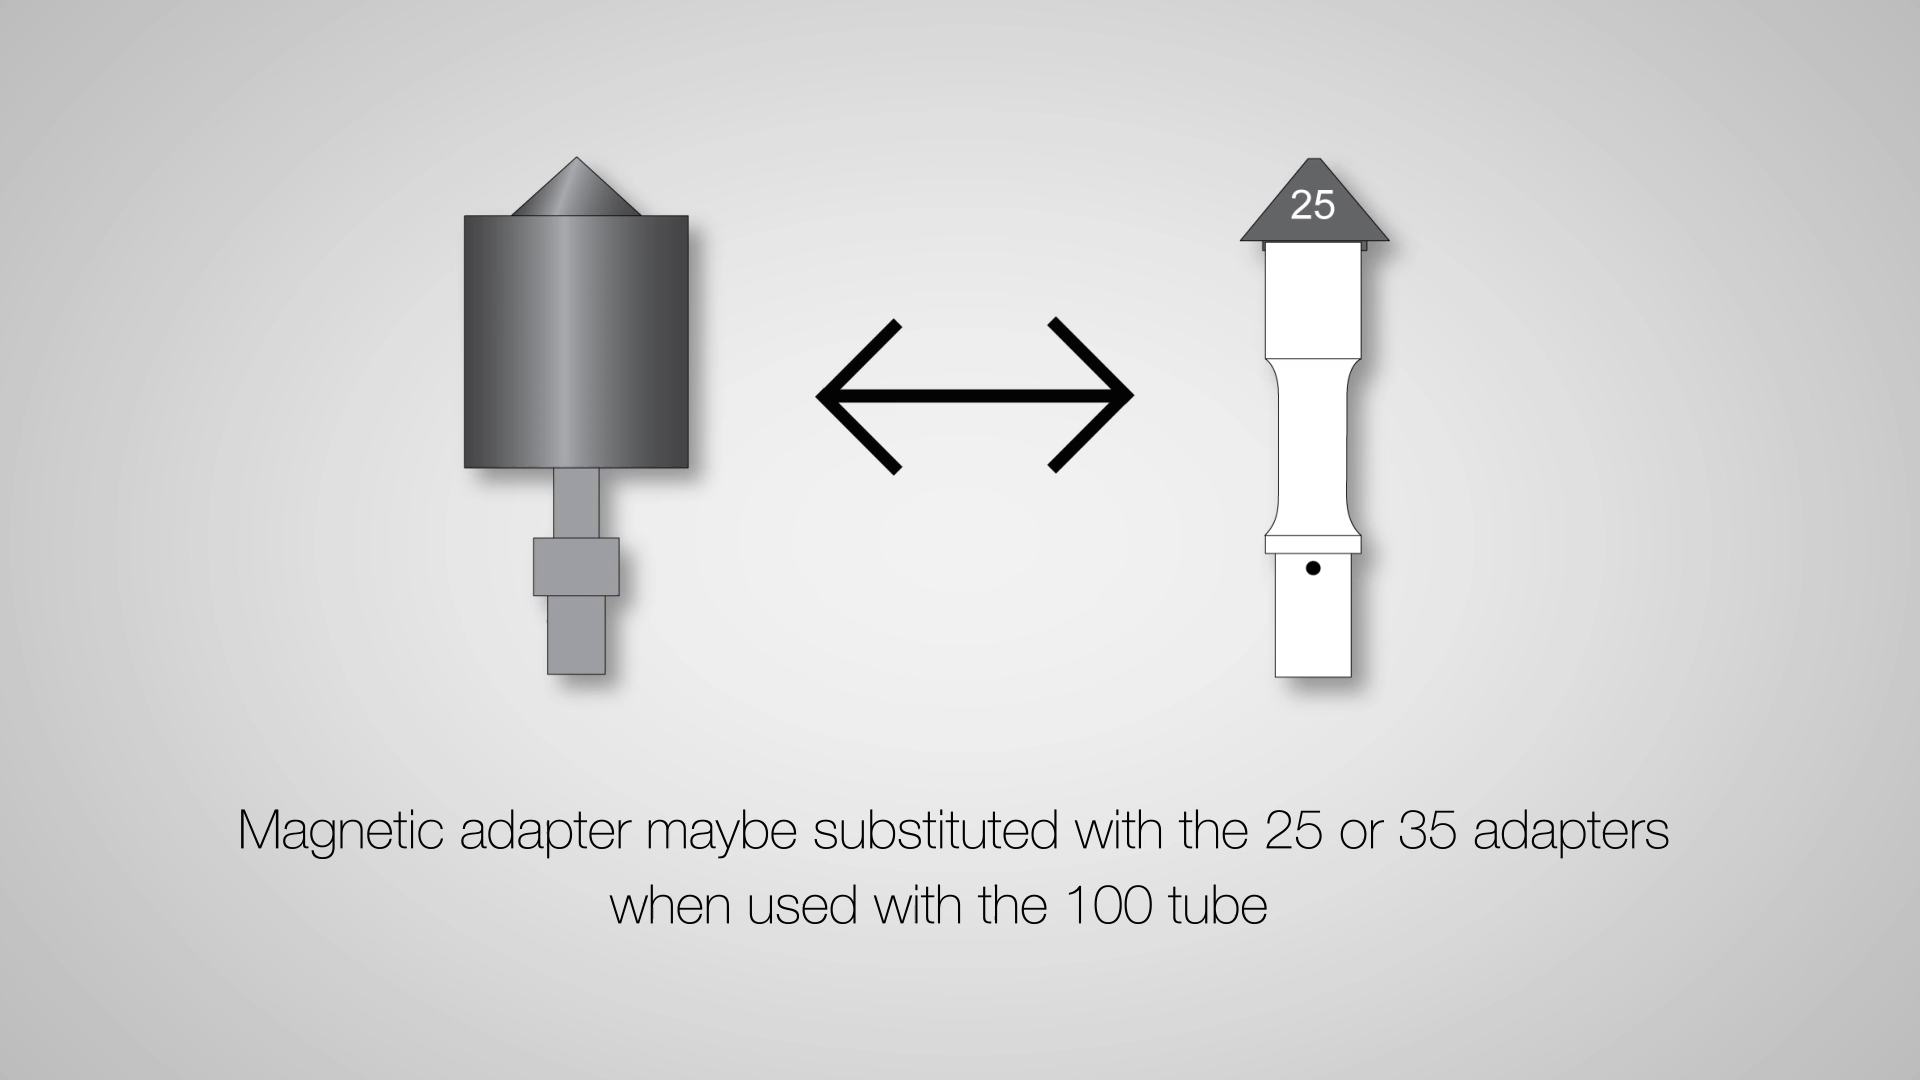 25
Magnetic adapter maybe substituted with the 25 or 35 adapters
when used with the 100 tube